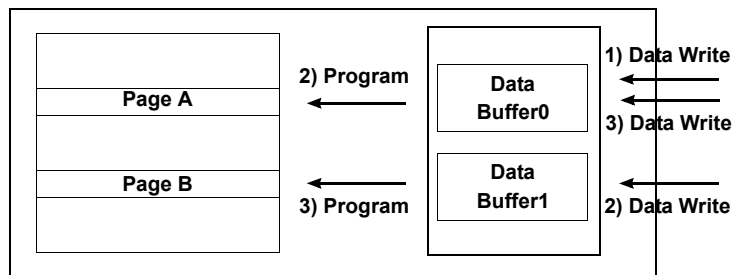 1) Data Write
2) Program
Data
Buffer0
Page A
3) Data Write
Data
Buffer1
Page B
3) Program
2) Data Write